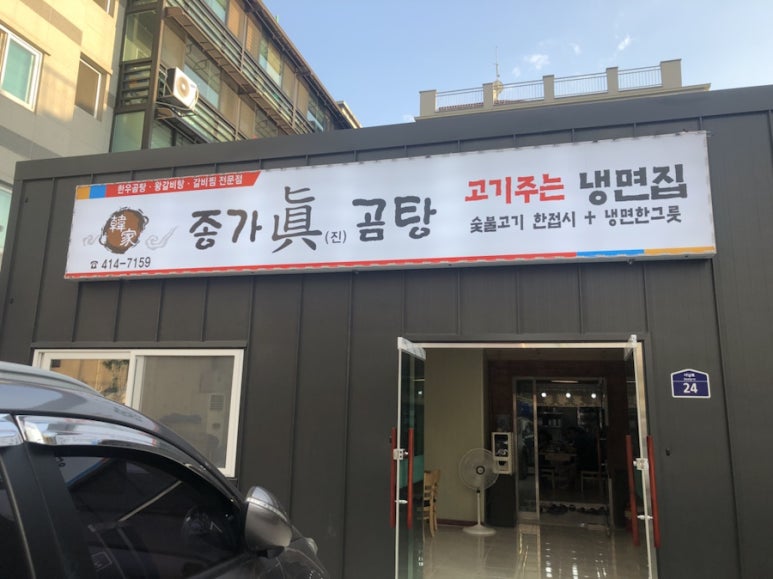 한우곰탕 · 왕갈비탕 · 갈비찜 전문점
韓家
종가眞(진) 곰탕
☎ 414-7159
고기주는 냉면집
숯불고기 한접시 + 냉면한그릇
24